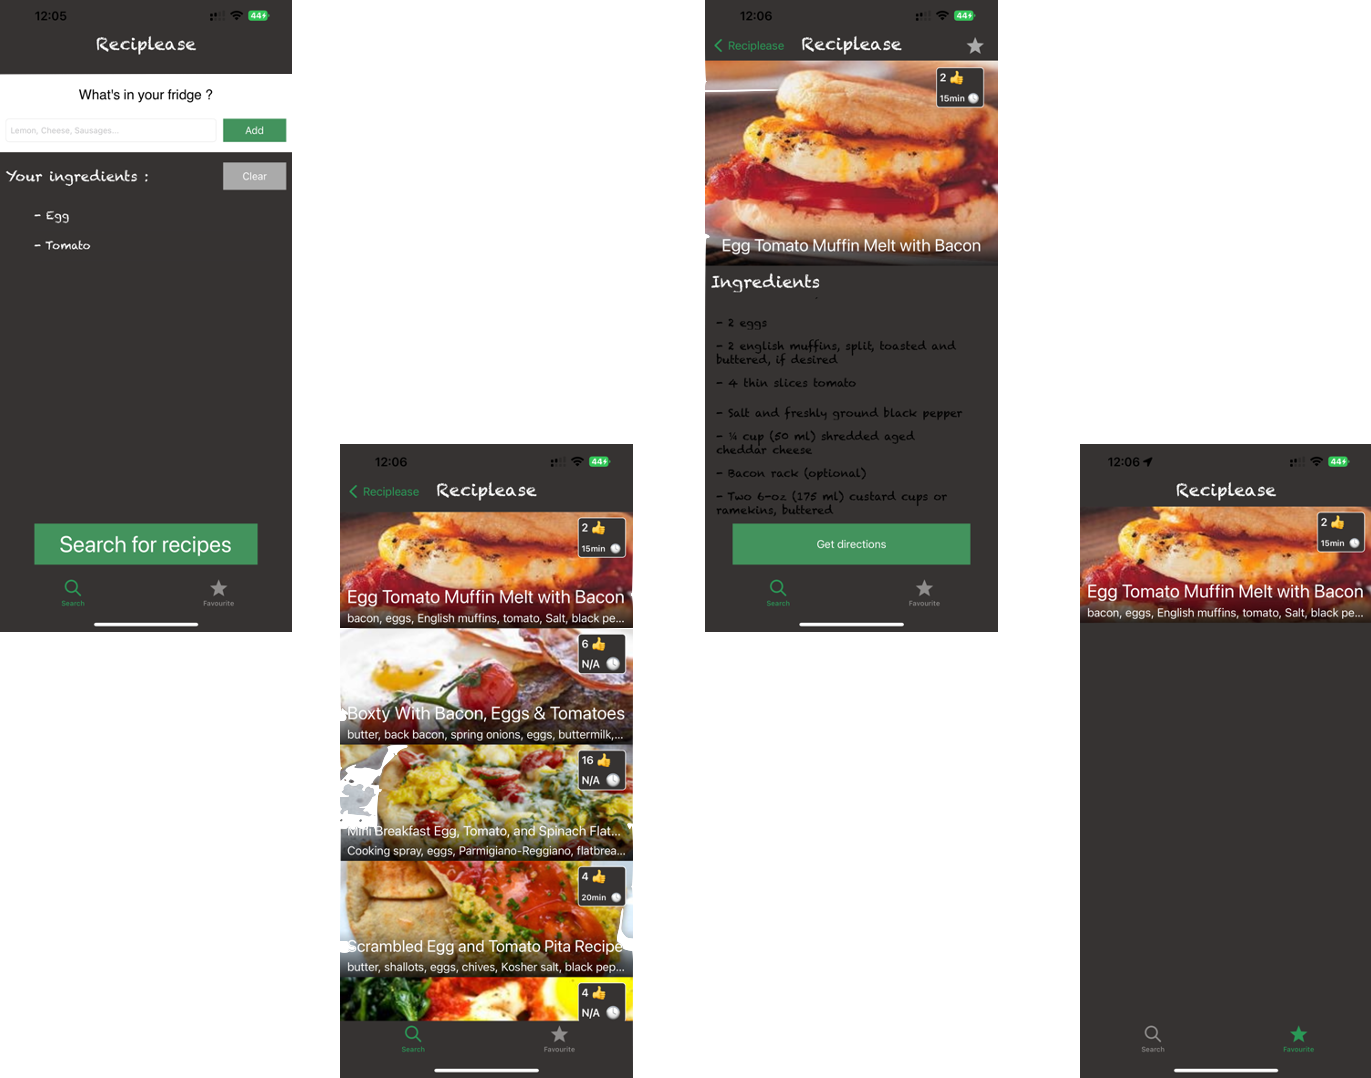 12:05
44
Reciplease
What's in your fridge ?
Lemon, Cheese, Sausages...
Add
Your ingredients :
Clear
- Egg
- Tomato
Search for recipes
Search
Favourite
12:06
44
Reciplease
Reciplease
2
15min
Egg Tomato Muffin Melt with Bacon
bacon, eggs, English muffins, tomato, Salt, black pe...
6
N/A
Boxty With Bacon, Eggs & Tomatoes
butter, back bacon, spring onions, eggs, buttermilk,...
16
N/A
Mini Breakfast Egg, Tomato, and Spinach Flat...
Cooking spray, eggs, Parmigiano-Reggiano, flatbrea...
4
20min
Scrambled Egg and Tomato Pita Recipe
butter, shallots, eggs, chives, Kosher salt, black pep...
4
N/A
Search
Favourite
12:06
44
Reciplease
Reciplease
2
15min
Egg Tomato Muffin Melt with Bacon
Ingredients
- 2 eggs
- 2 english muffins, split, toasted and
buttered, if desired
- 4 thin slices tomato
- Salt and freshly ground black pepper
- ¼ cup (50 ml) shredded aged
cheddar cheese
- Bacon rack (optional)
- Two 6-oz (175 ml) custard cups or
ramekins, buttered
Get directions
Search
Favourite
12:06
44
Reciplease
2
15min
Egg Tomato Muffin Melt with Bacon
bacon, eggs, English muffins, tomato, Salt, black pe...
Search
Favourite